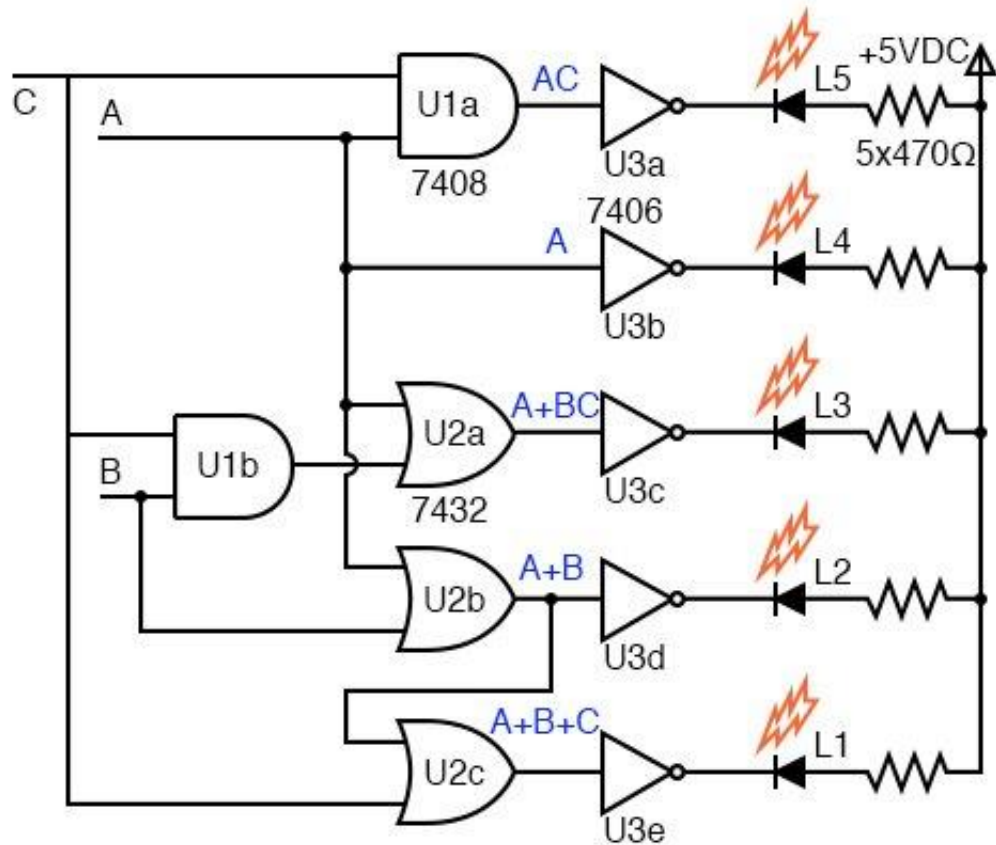 +5VDC
C
A
U1a
AC
L5
7408
U3a
5x470Ω
7406
A
L4
U3b
A+BC
L3
U2a
U1b
B
7432
U3c
A+B
L2
U2b
U3d
A+B+C
L1
U2c
U3e